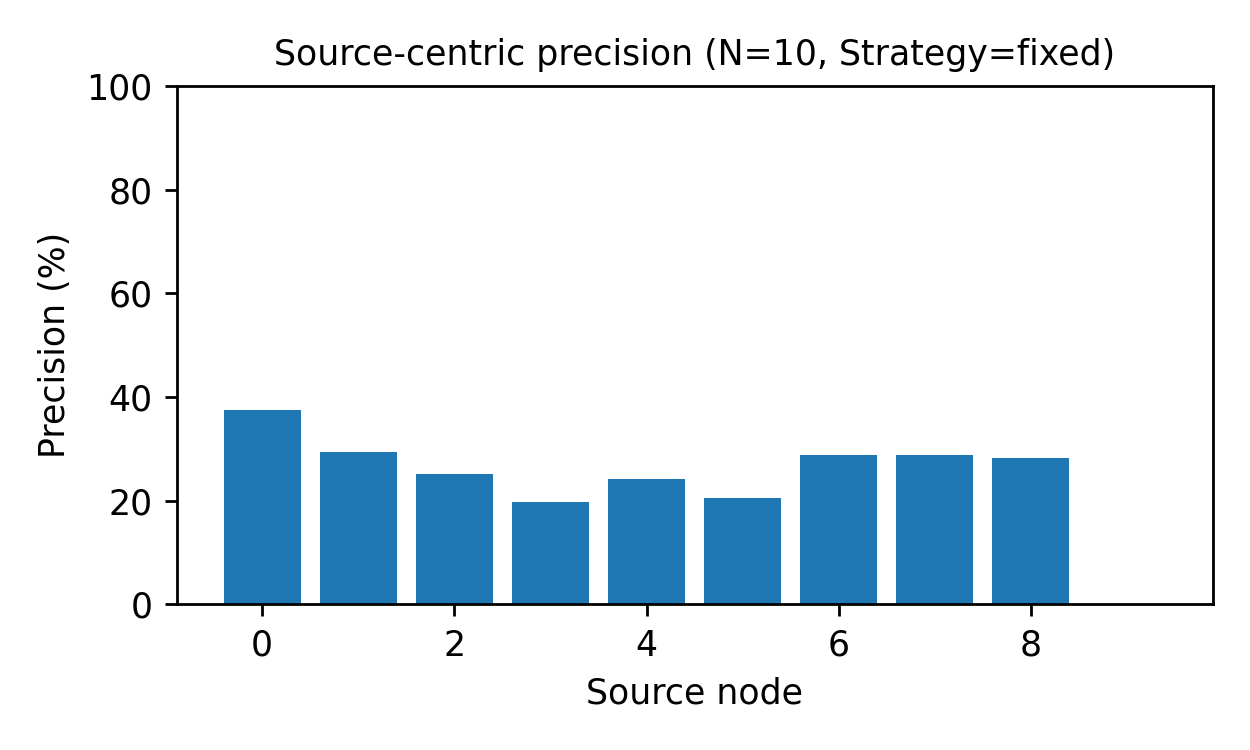 Source-centric precision (N=10, Strategy=fixed)
100
80
60
40
20
0
Precision (%)
0 2 4 6 8
Source node